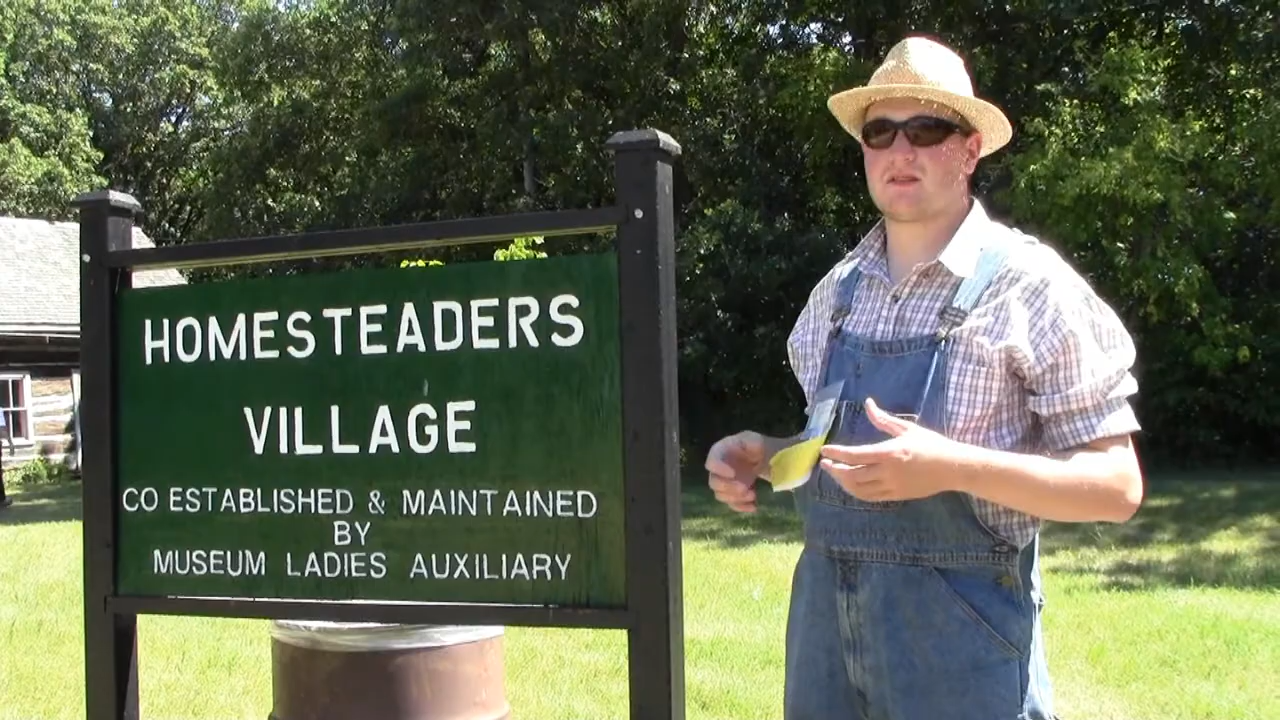 HOMESTEADERS
VILLAGE
CO ESTABLISHED & MAINTAINED
BY
MUSEUM LADIES AUXILIARY